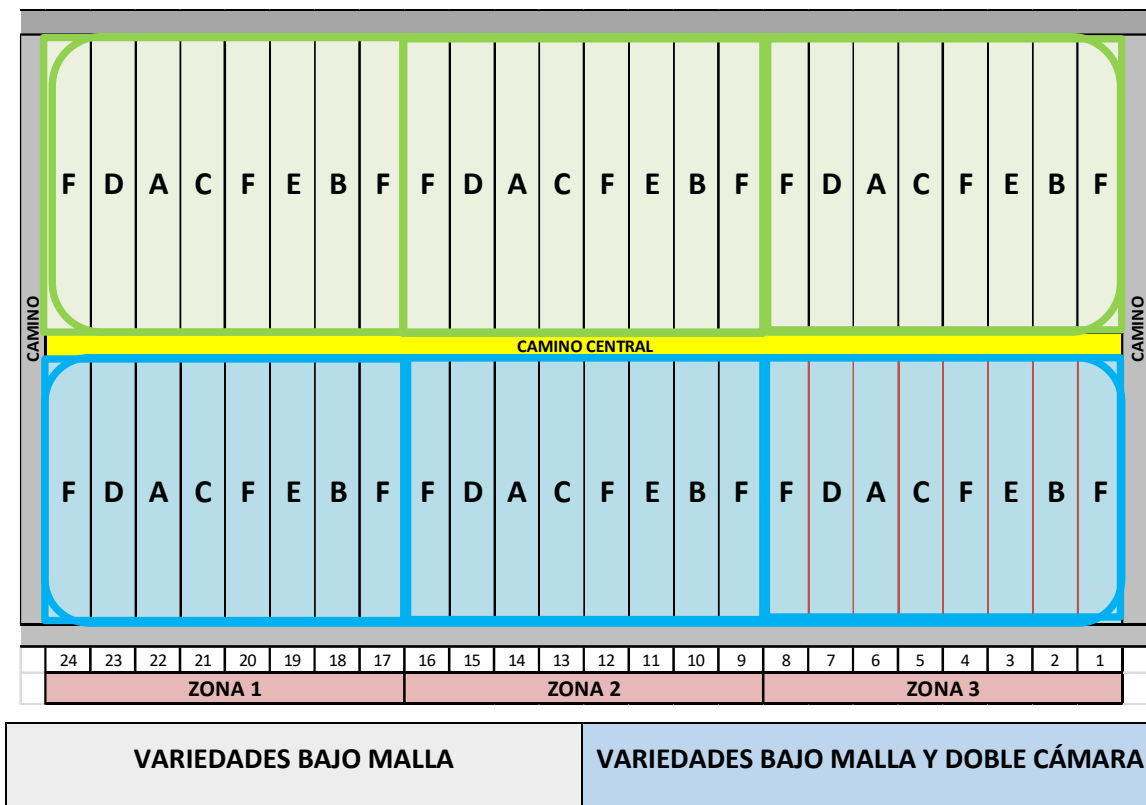 F D A C F E B F F D A C F E B F F D A C F E B F
CAMINO
CAMINO
CAMINO CENTRAL
F D A C F E B F F D A C F E B F F D A C F E B F
24 23 22 21 20 19 18 17 16 15 14 13 12 11 10 9 8 7 6 5 4 3 2 1
ZONA 1 ZONA 2 ZONA 3
VARIEDADES BAJO MALLA VARIEDADES BAJO MALLA Y DOBLE CÁMARA